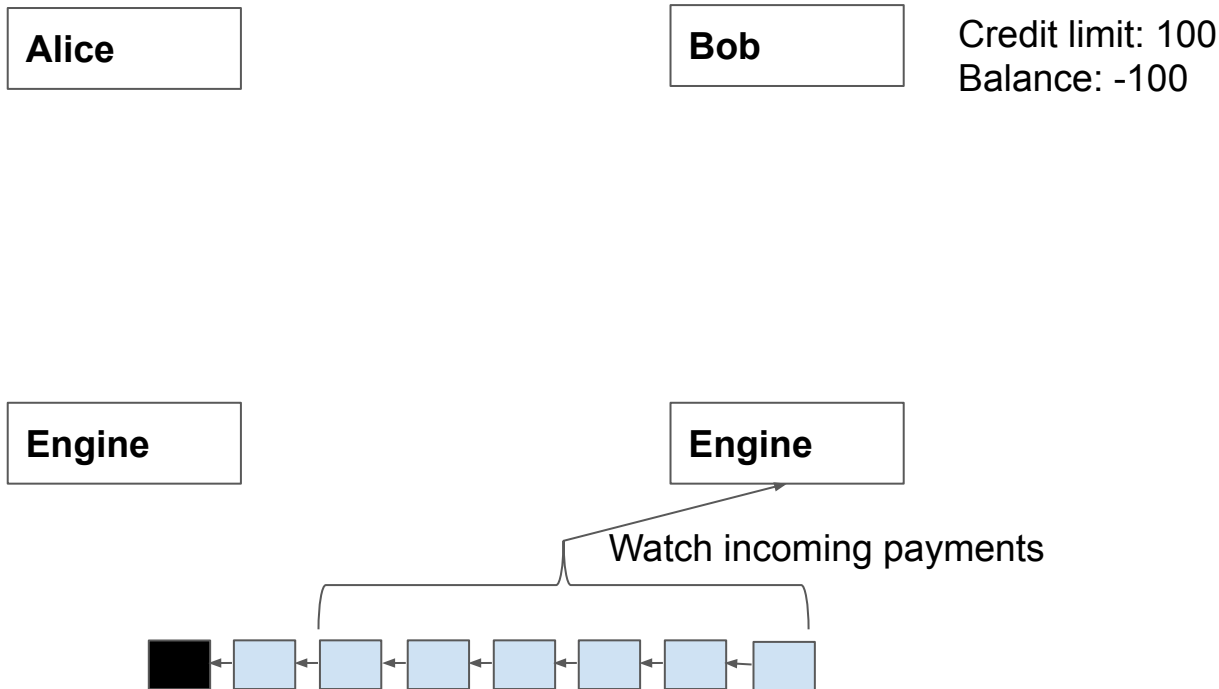 Alice
Bob
Credit limit: 100
Balance: -100
Engine
Engine
Watch incoming payments